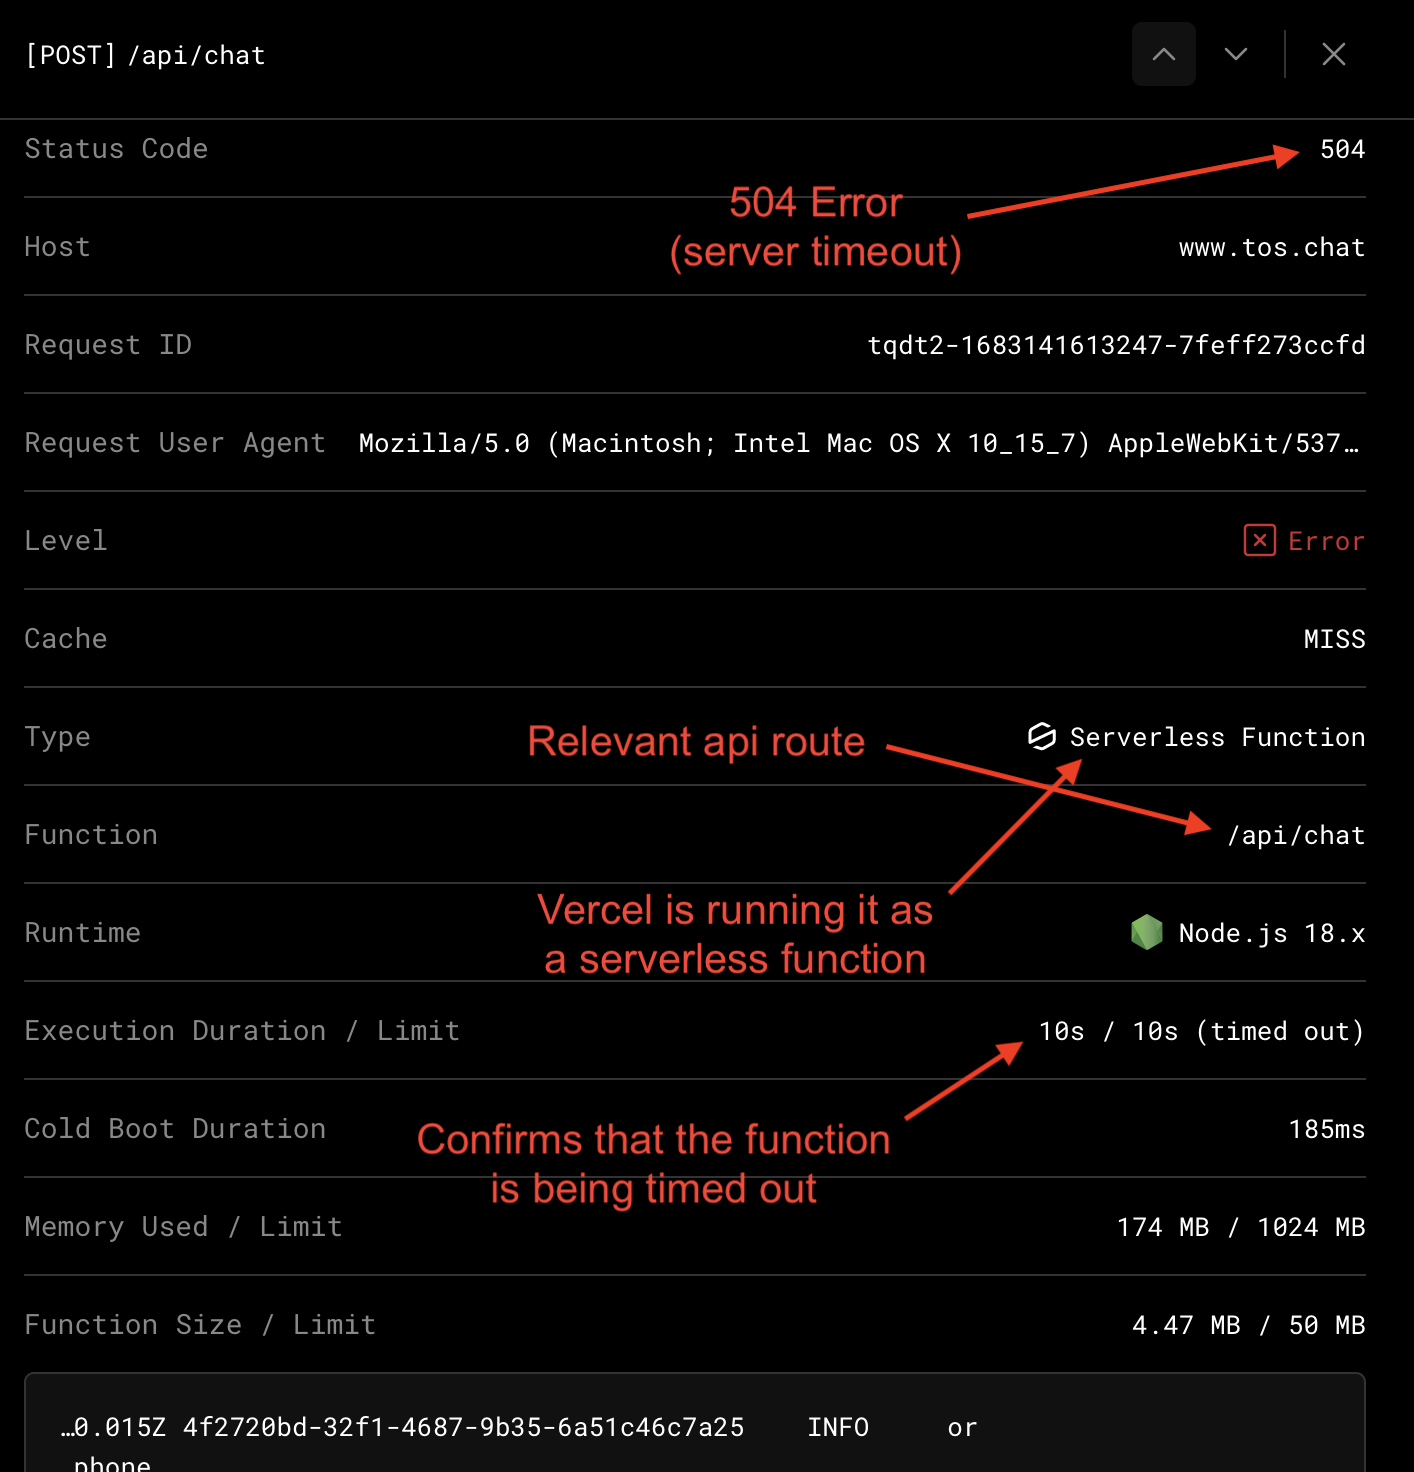 [POST] /api/chat
Status Code 504
504 Error
(server timeout)
Host www.tos.chat
Request ID tqdt2-1683141613247-7feff273ccfd
Request User Agent Mozilla/5.0 (Macintosh; Intel Mac OS X 10_15_7) AppleWebKit/537…
Level Error
Cache MISS
Type Serverless Function
Relevant api route
Function /api/chat
Vercel is running it as
a serverless function
Runtime Node.js 18.x
Execution Duration / Limit 10s / 10s (timed out)
Cold Boot Duration 185ms
Confirms that the function
is being timed out
Memory Used / Limit 174 MB / 1024 MB
Function Size / Limit 4.47 MB / 50 MB
…0.015Z 4f2720bd-32f1-4687-9b35-6a51c46c7a25 INFO or
phone